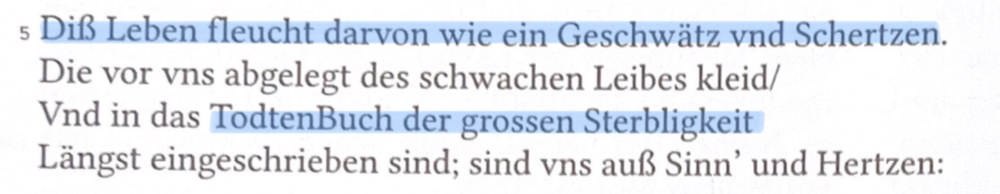 5 Diß Leben fleucht darvon wie ein Geschwätz vnd Schertzen.
Die vor vns abgelegt des schwachen Leibes kleid/
Vnd in das TodtenBuch der grossen Sterbligkeit
Längst eingeschrieben sind; sind vns auß Sinn’ und Hertzen: